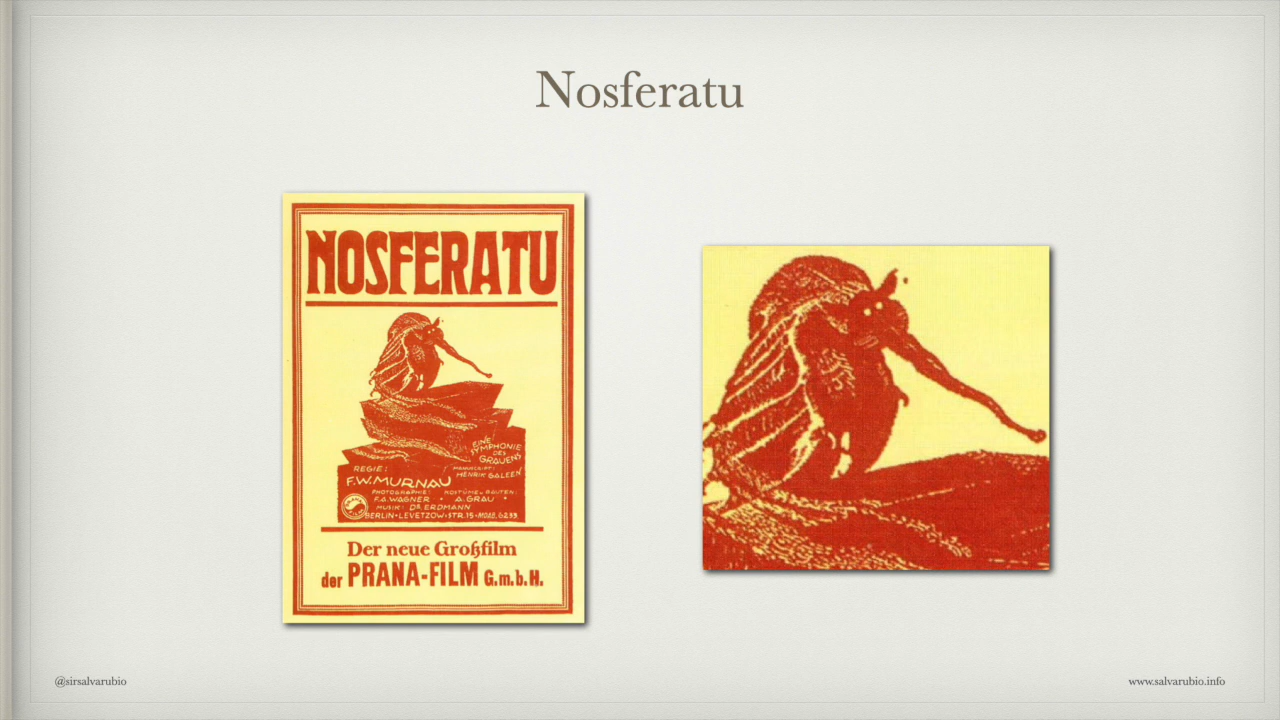 Nosferatu
NOSFERATU
EINE
SYMPHONIE
DES
GRAUENS
REGIE:
MANUSCRIPT:
HENRIK GALEEN
F.W. MURNAU
PHOTOGRAPHIE: KOSTÜME u. BAUTEN:
F.A. WAGNER • A. GRAU •
MUSIK: DR. ERDMANN
BERLIN • LEVETZOW-STR. 15 • MOAB. 6233
Der neue Großfilm
der PRANA-FILM G.m.b.H.
@sirsalvarubio
www.salvarubio.info